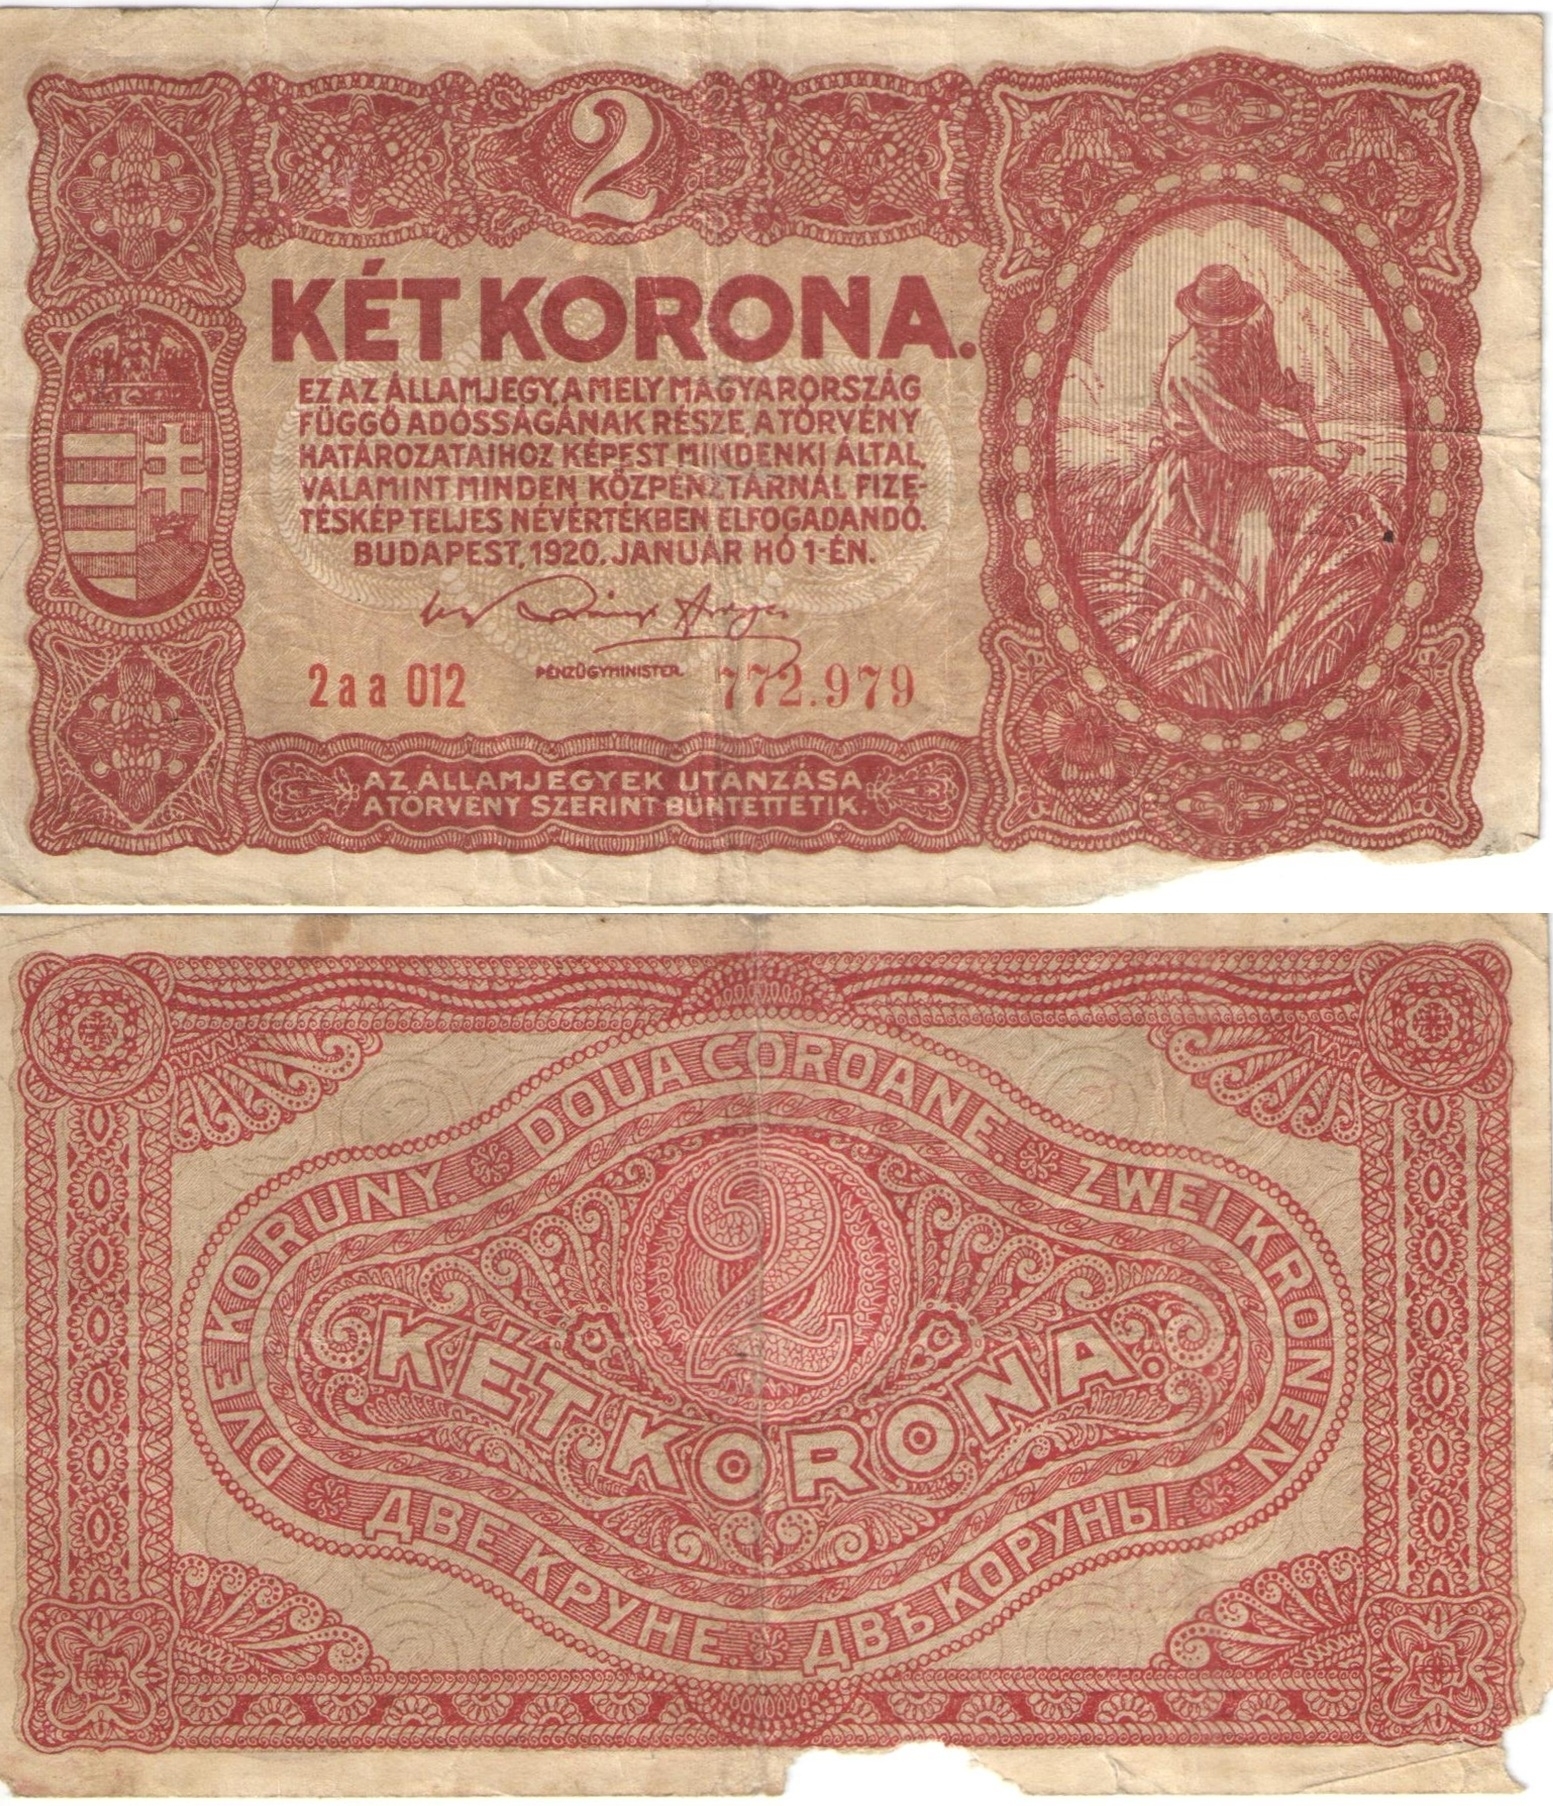 2
KÉT KORONA.
EZ AZ ÁLLAMJEGY, AMELY MAGYARORSZÁG
FÜGGŐ ADÓSSÁGÁNAK RÉSZE, A TÖRVÉNY
HATÁROZATAIHOZ KÉPEST MINDENKI ÁLTAL,
VALAMINT MINDEN KÖZPÉNZTÁRNÁL FIZE-
TÉSKÉP TELJES NÉVÉRTÉKBEN ELFOGADANDÓ.
BUDAPEST, 1920. JANUÁR HÓ 1-ÉN.
PÉNZÜGYMINISTER.
2aa 012 772.979
AZ ÁLLAMJEGYEK UTÁNZÁSA
A TÖRVÉNY SZERINT BÜNTETTETIK.
DVE KORUNY.
DOUA COROANE.
ZWEI KRONEN.
2
KÉT KORONA.
ДВЕ КРУНЕ.
ДВѢ КОРУНЫ.